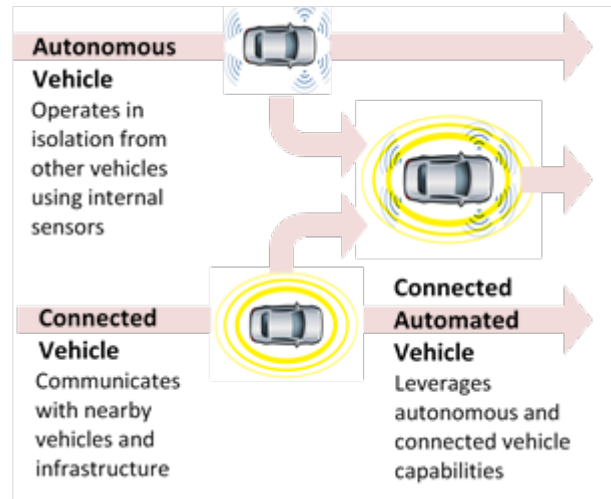 Autonomous
Vehicle
Operates in
isolation from
other vehicles
using internal
sensors
Connected
Vehicle
Communicates
with nearby
vehicles and
infrastructure
Connected
Automated
Vehicle
Leverages
autonomous and
connected vehicle
capabilities